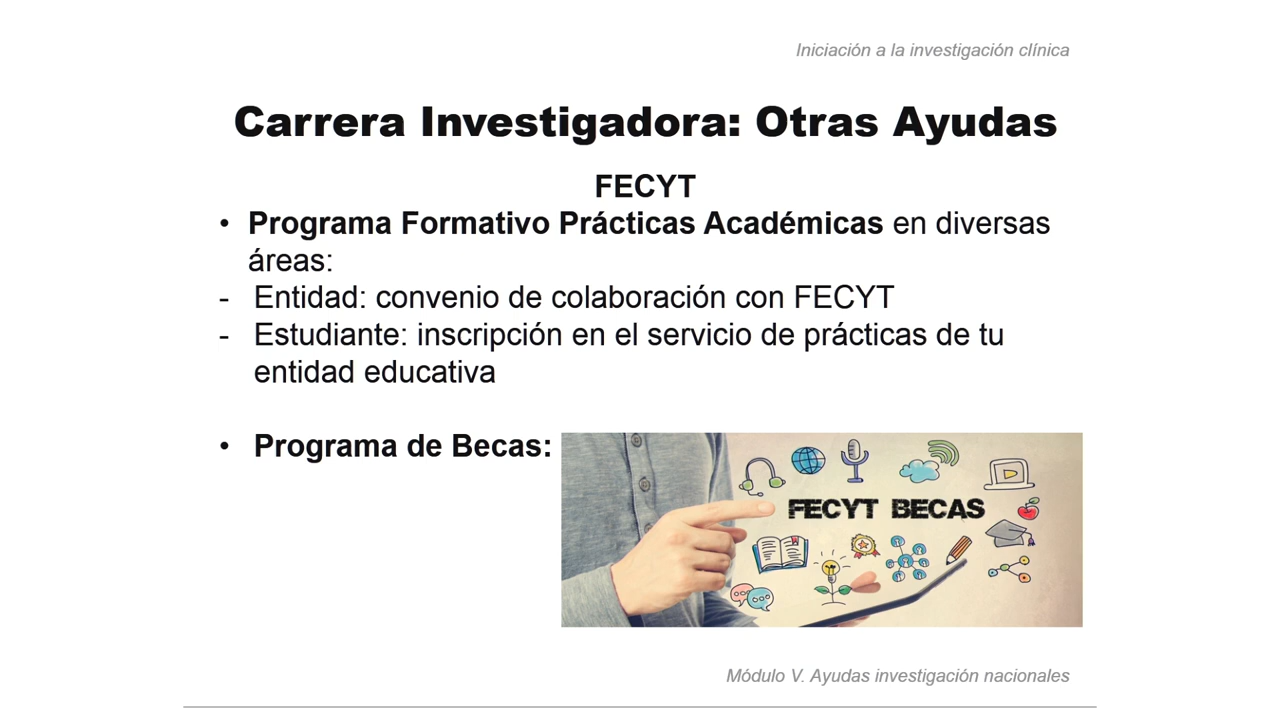 Iniciación a la investigación clínica
Carrera Investigadora: Otras Ayudas
FECYT
• Programa Formativo Prácticas Académicas en diversas
áreas:
- Entidad: convenio de colaboración con FECYT
- Estudiante: inscripción en el servicio de prácticas de tu
entidad educativa
• Programa de Becas:
FECYT BECAS
Módulo V. Ayudas investigación nacionales